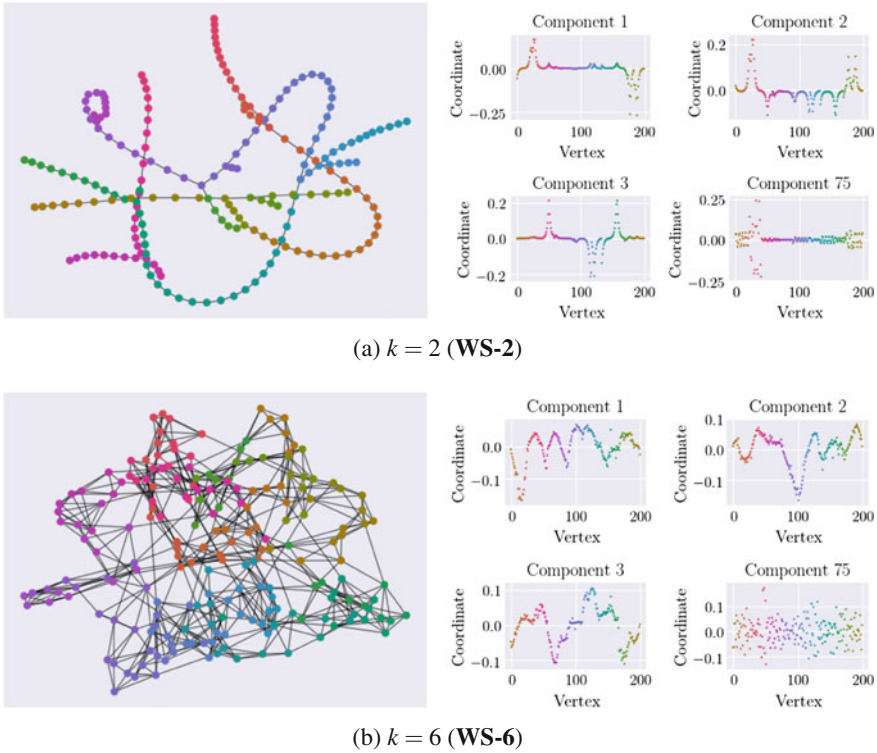 Component 1
Component 2
Coordinate
0.00
−0.25
0
100
200
Vertex
Coordinate
0.2
0.0
0
100
200
Vertex
Component 3
Component 75
Coordinate
0.2
0.0
−0.2
0
100
200
Vertex
Coordinate
0.25
0.00
−0.25
0
100
200
Vertex
(a) k = 2 (WS-2)
Component 1
Component 2
Coordinate
0.0
−0.1
0
100
200
Vertex
Coordinate
0.1
0.0
−0.1
0
100
200
Vertex
Component 3
Component 75
Coordinate
0.1
0.0
−0.1
0
100
200
Vertex
Coordinate
0.1
0.0
−0.1
0
100
200
Vertex
(b) k = 6 (WS-6)